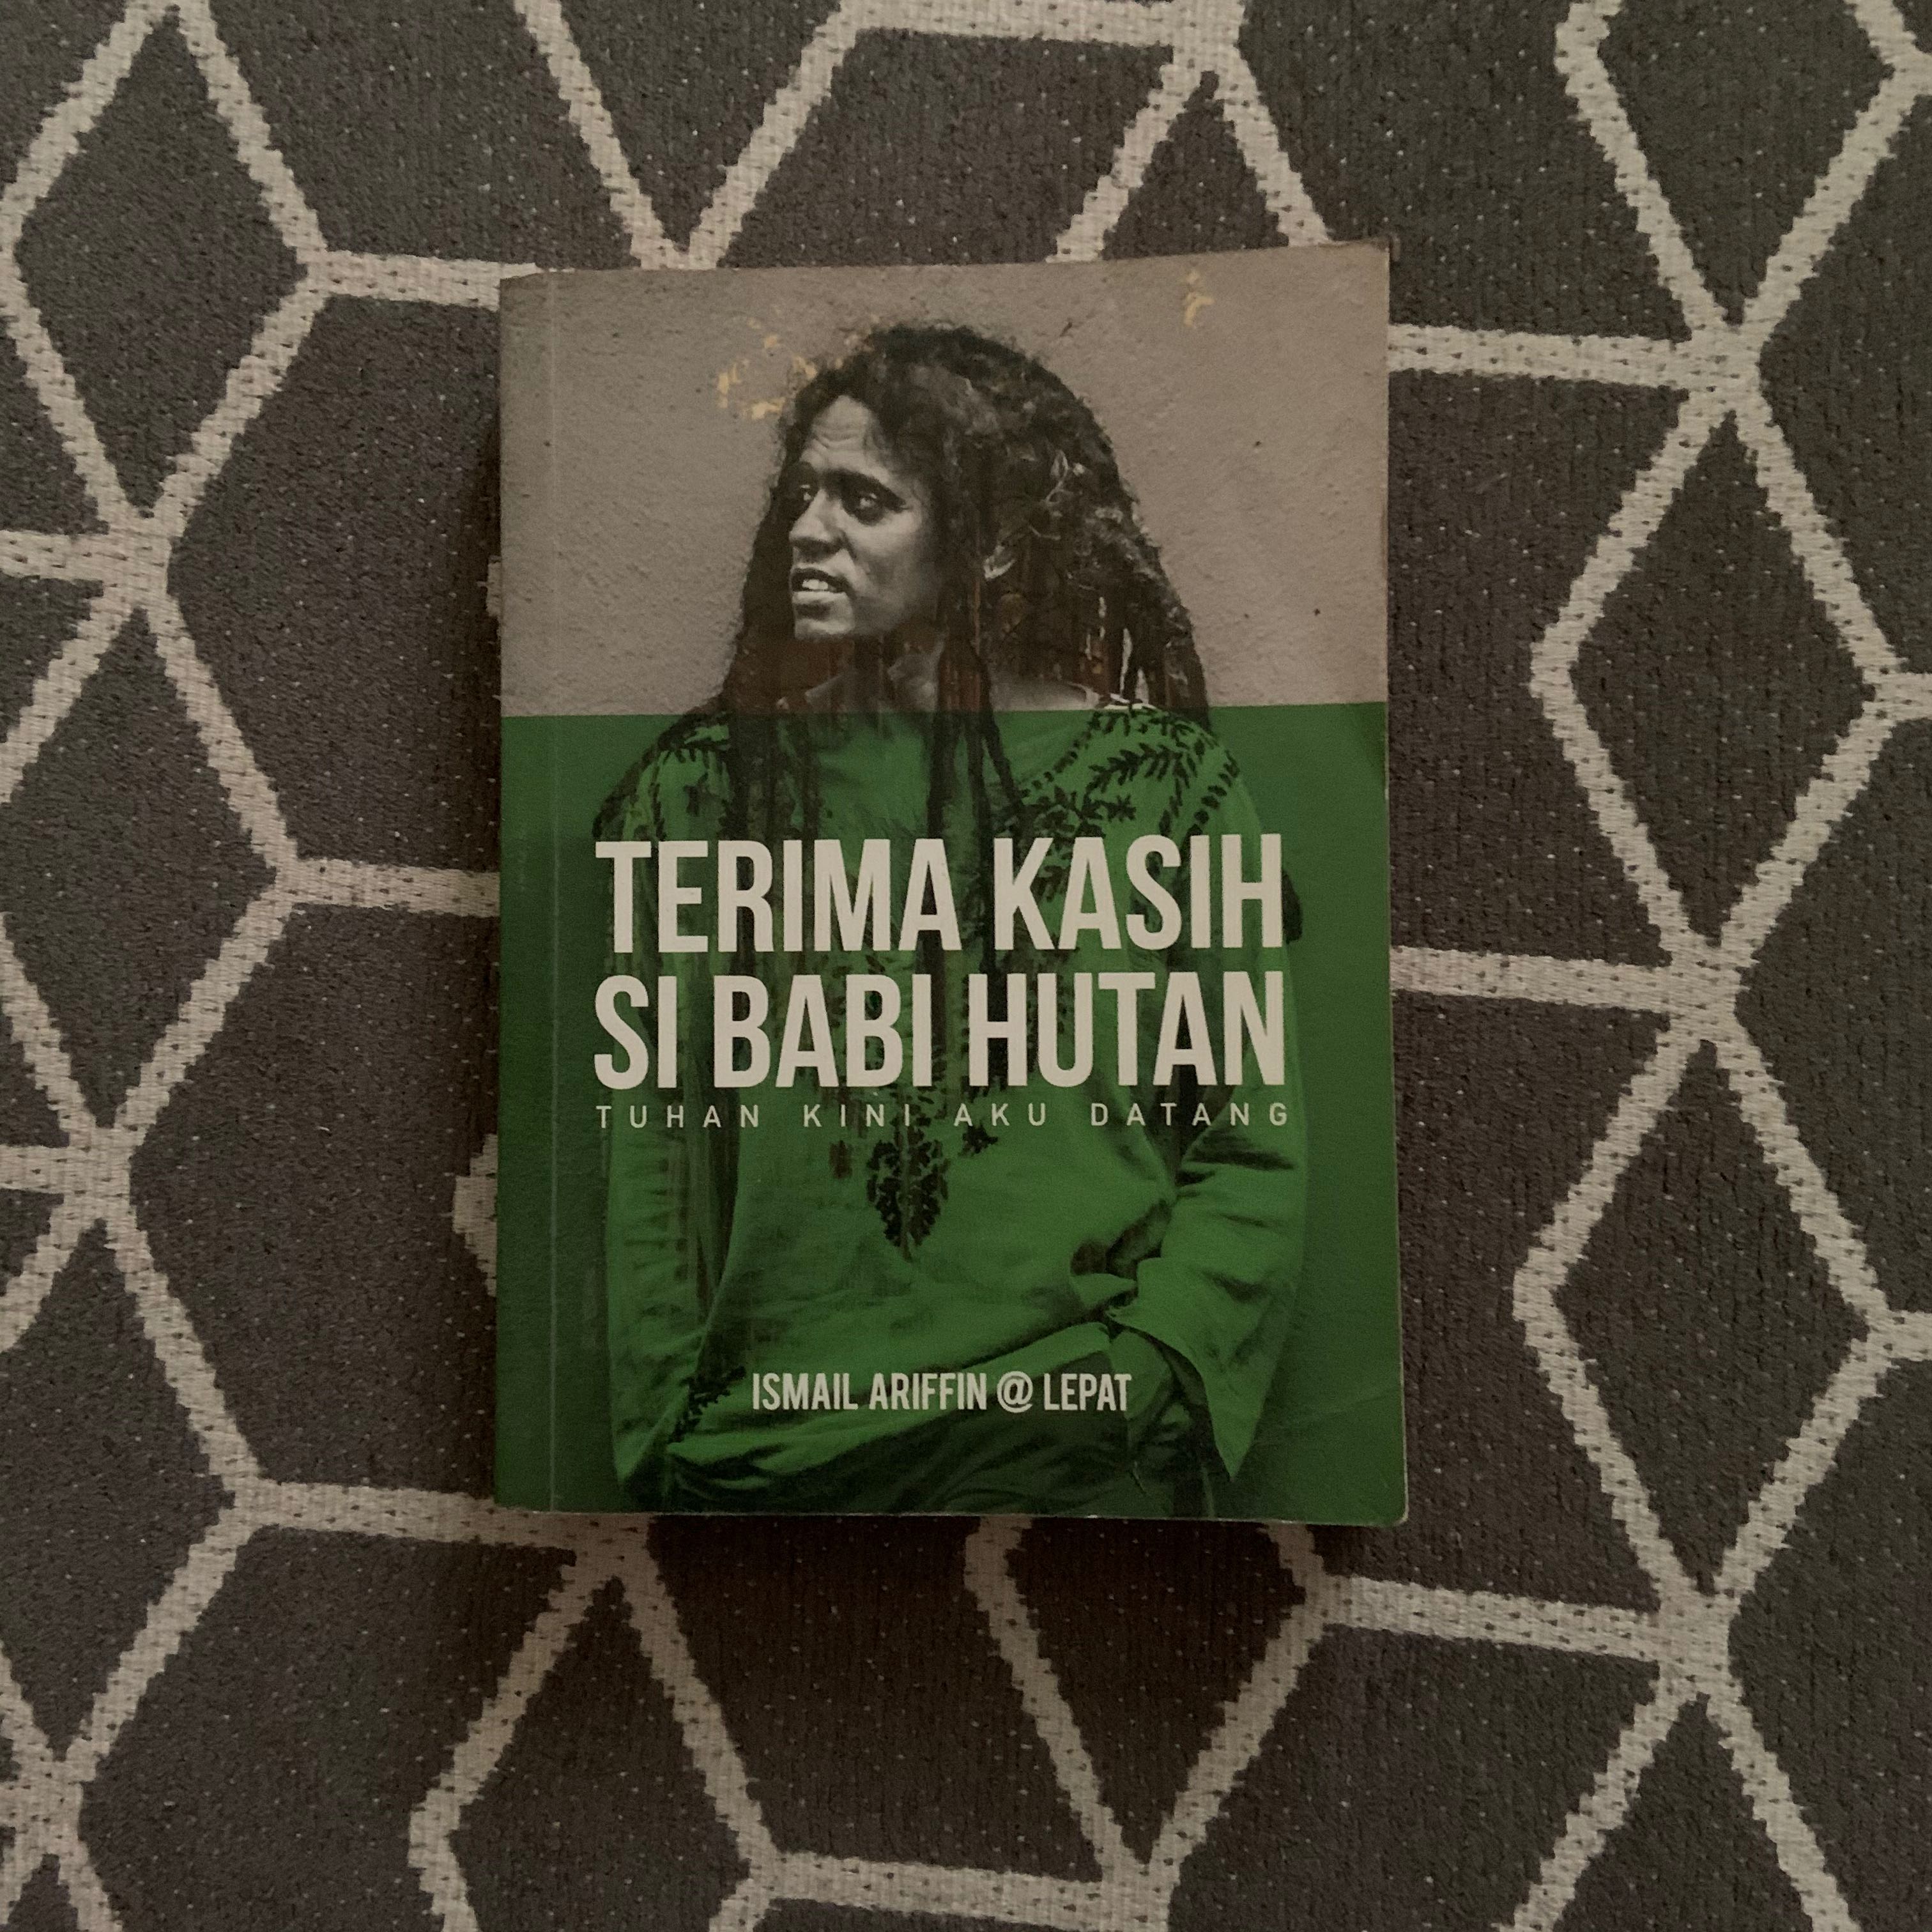 TERIMA KASIH
SI BABI HUTAN
TUHAN KINI AKU DATANG
ISMAIL ARIFFIN @ LEPAT